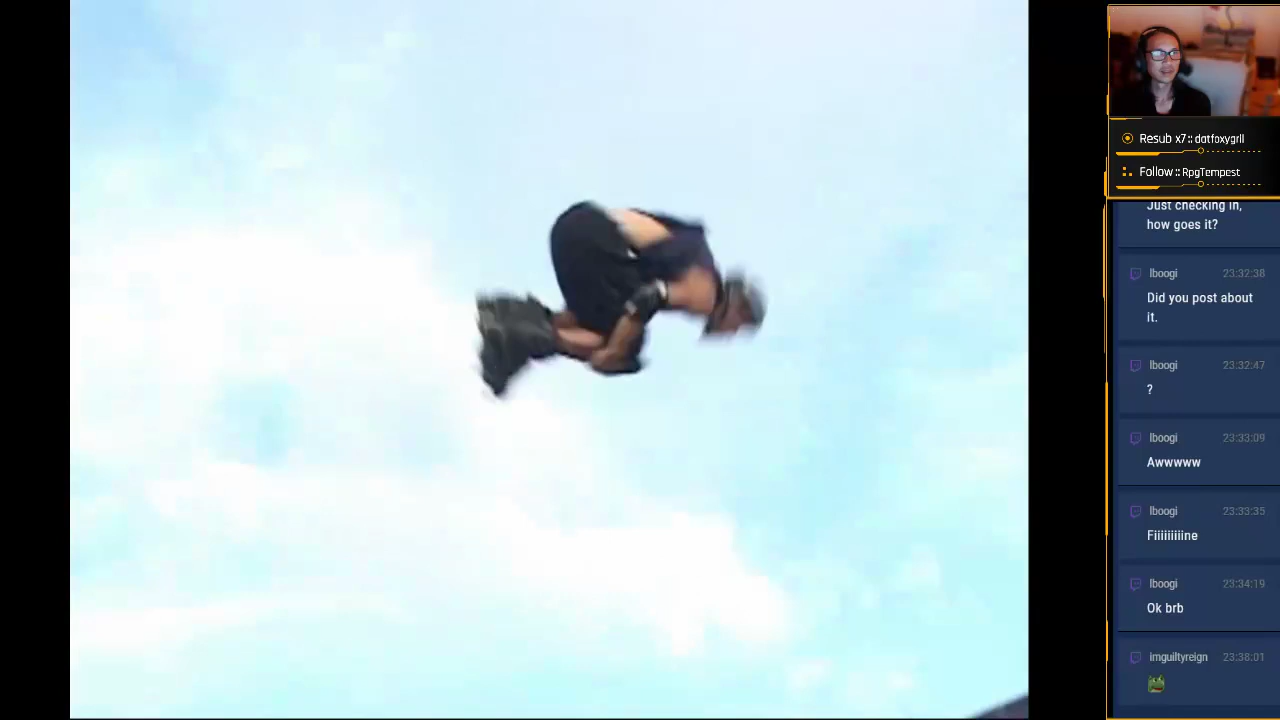 Resub x7 :: datfoxygrll
Follow :: RpgTempest
Just checking in,
how goes it?
lboogi 23:32:38
Did you post about
it.
lboogi 23:32:47
?
lboogi 23:33:09
Awwwww
lboogi 23:33:35
Fiiiiiiiiine
lboogi 23:34:19
Ok brb
imguiltyreign 23:38:01